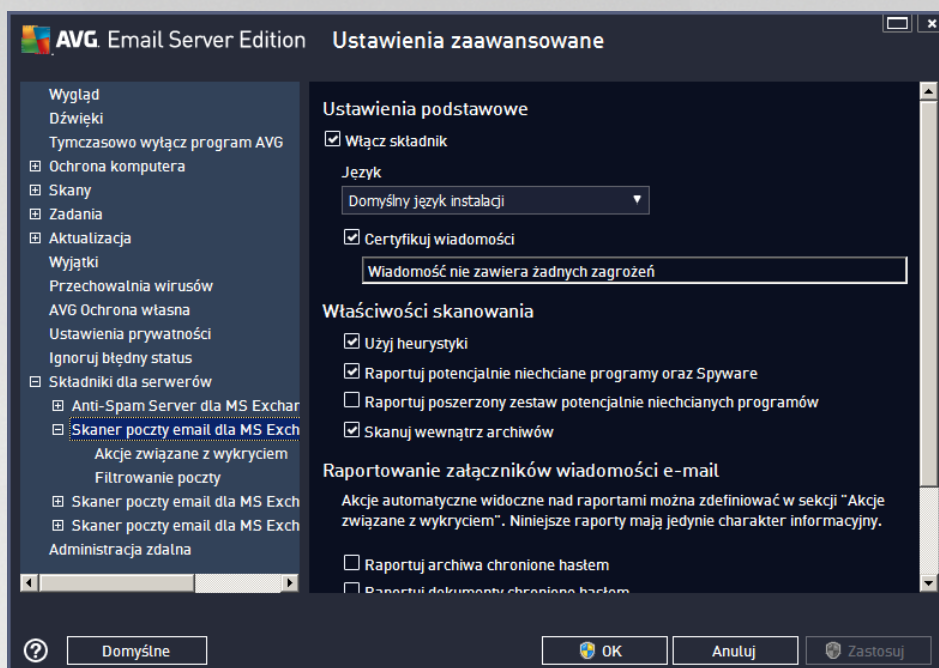 AVG. Email Server Edition
Ustawienia zaawansowane
Wygląd
Dźwięki
Tymczasowo wyłącz program AVG
Ochrona komputera
Skany
Zadania
Aktualizacja
Wyjątki
Przechowalnia wirusów
AVG Ochrona własna
Ustawienia prywatności
Ignoruj błędny status
Składniki dla serwerów
Anti-Spam Server dla MS Exchar
Skaner poczty email dla MS Exch
Akcje związane z wykryciem
Filtrowanie poczty
Skaner poczty email dla MS Exch
Skaner poczty email dla MS Exch
Administracja zdalna
Ustawienia podstawowe
Włącz składnik
Język
Domyślny język instalacji
Certyfikuj wiadomości
Wiadomość nie zawiera żadnych zagrożeń
Właściwości skanowania
Użyj heurystyki
Raportuj potencjalnie niechciane programy oraz Spyware
Raportuj poszerzony zestaw potencjalnie niechcianych programów
Skanuj wewnątrz archiwów
Raportowanie załączników wiadomości e-mail
Akcje automatyczne widoczne nad raportami można zdefiniować w sekcji "Akcje
związane z wykryciem". Niniejsze raporty mają jedynie charakter informacyjny.
Raportuj archiwa chronione hasłem
Raportuj dokumenty chronione hasłem
Domyślne
OK
Anuluj
Zastosuj